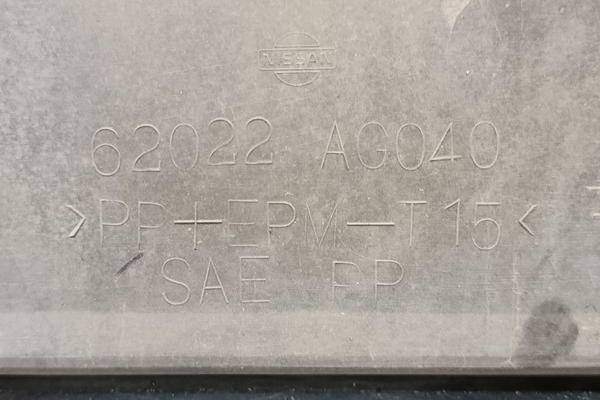 NISSAN
62022 AG040
>PP+EPM-T15<
SAE PP